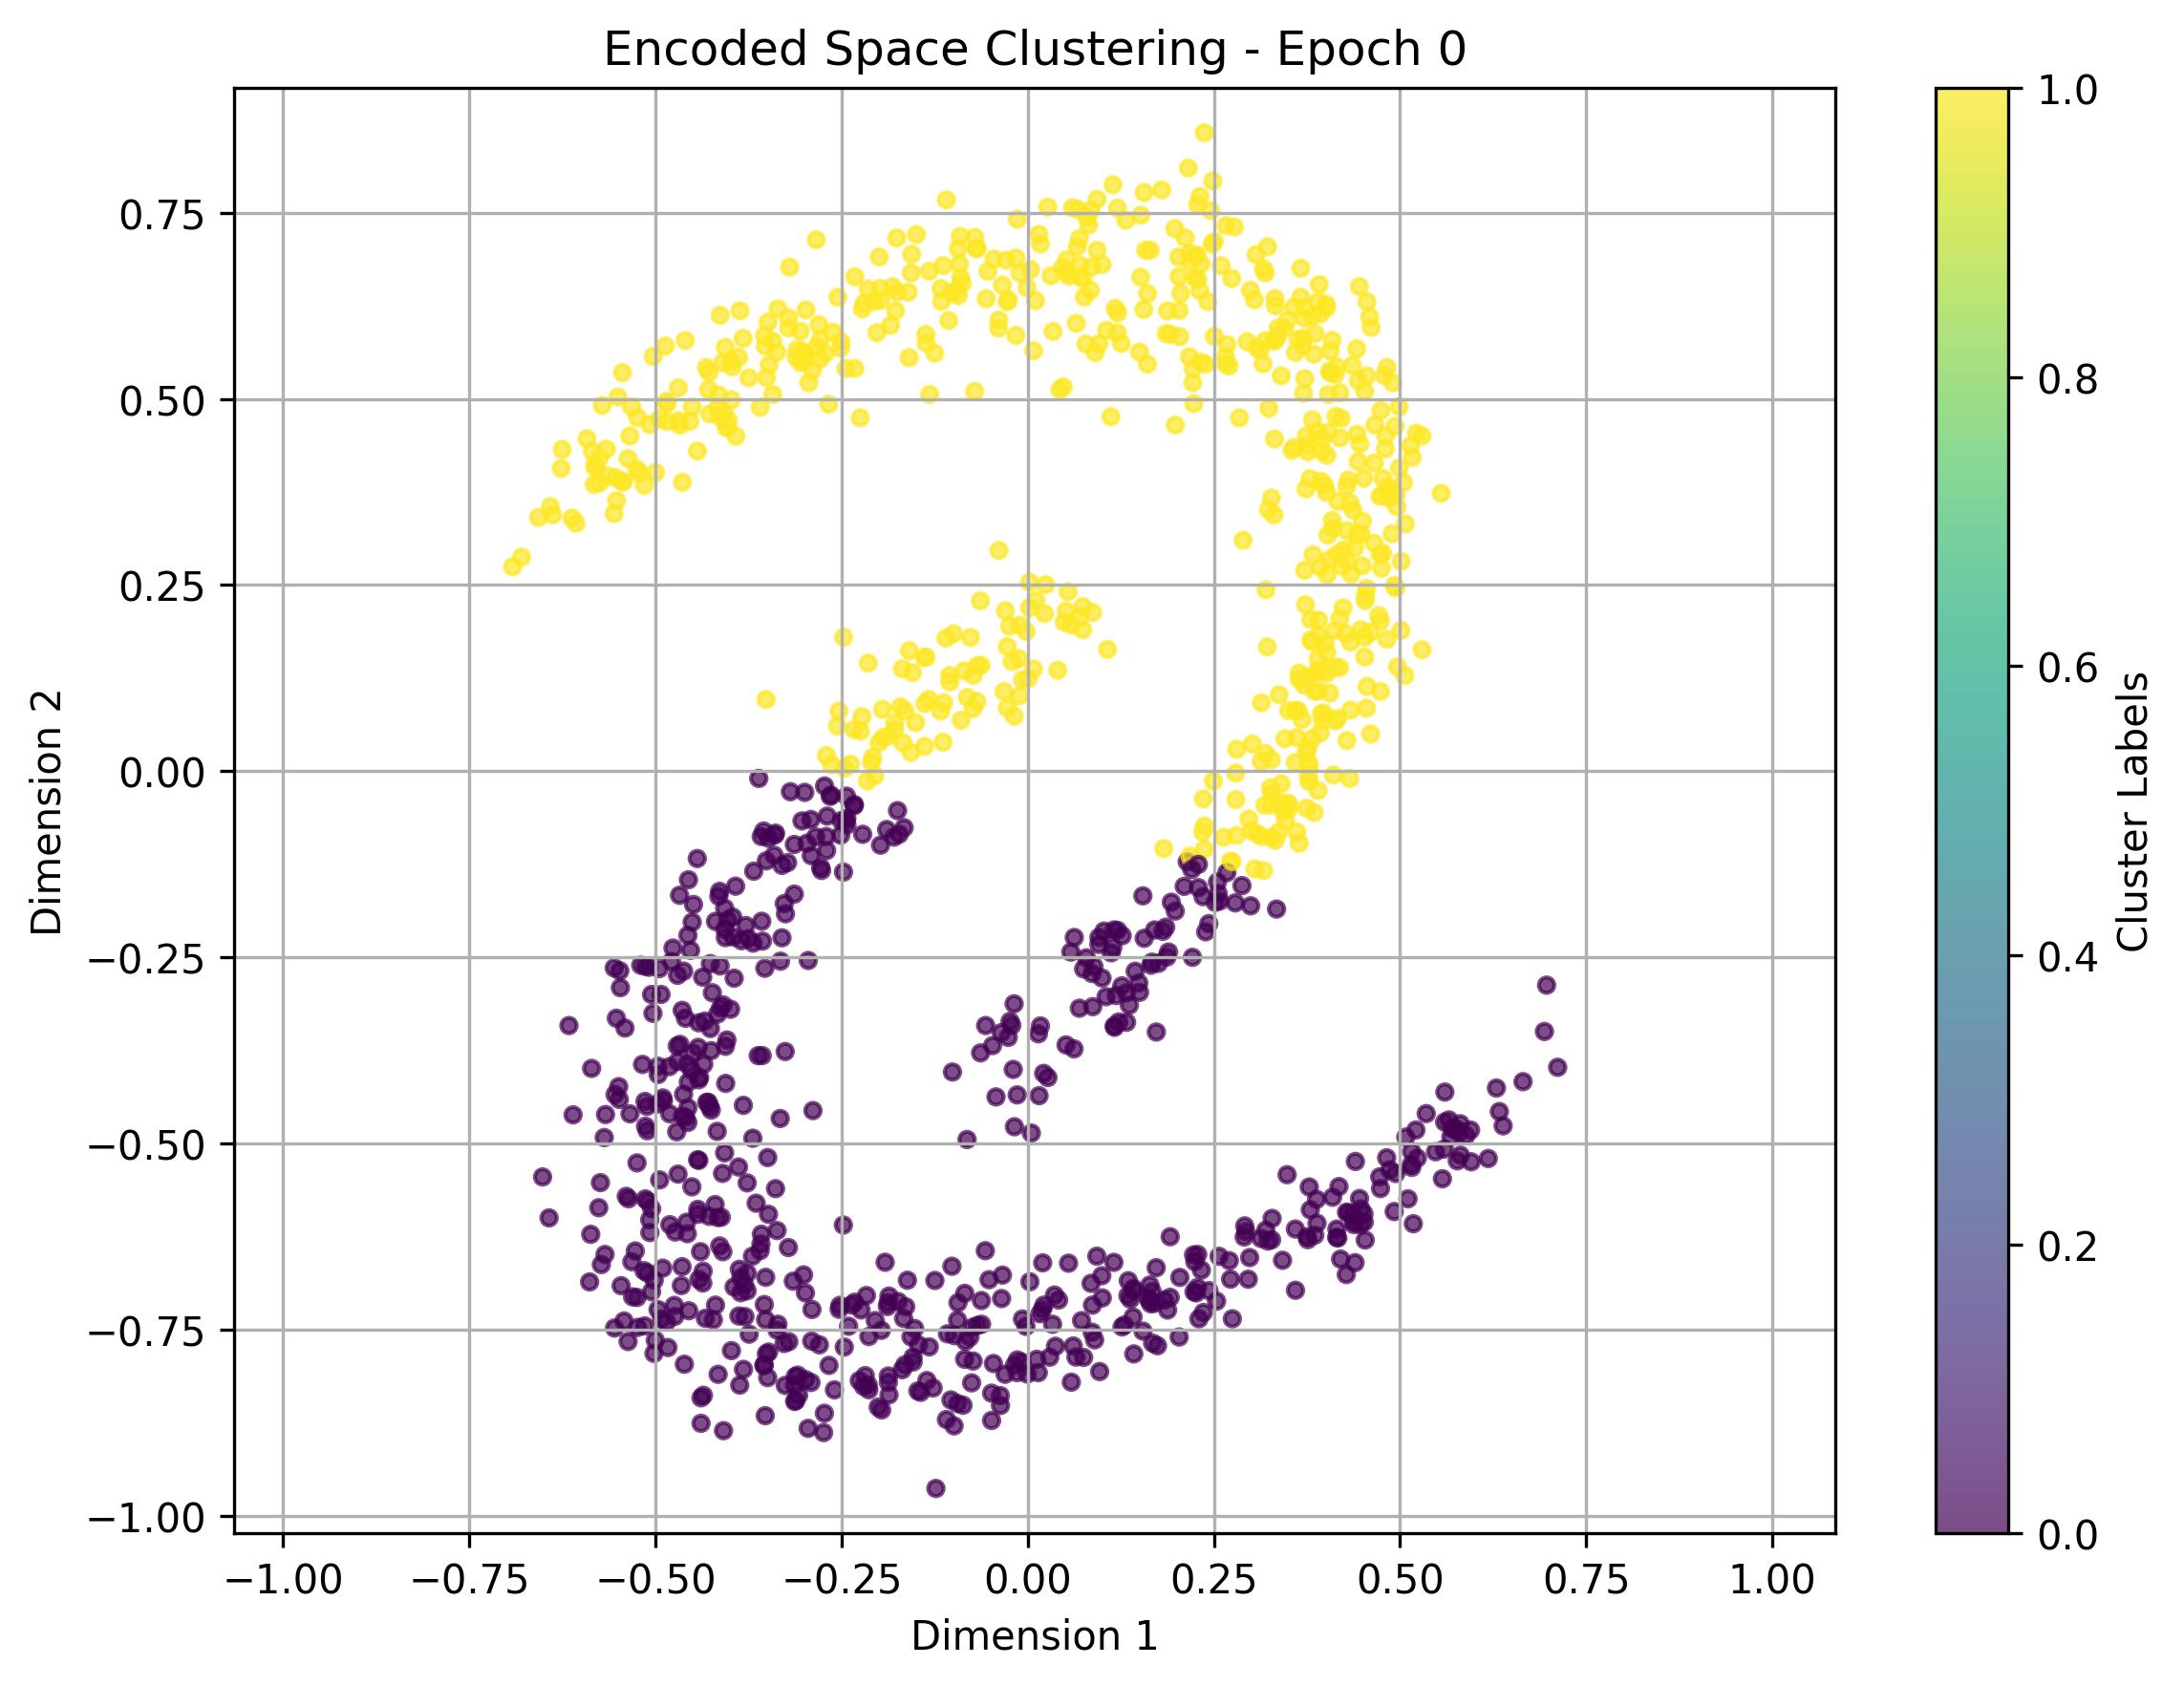 Encoded Space Clustering - Epoch 0
Dimension 2
0.75
0.50
0.25
0.00
−0.25
−0.50
−0.75
−1.00
−1.00 −0.75 −0.50 −0.25 0.00 0.25 0.50 0.75 1.00
Dimension 1
1.0
0.8
0.6
0.4
0.2
0.0
Cluster Labels